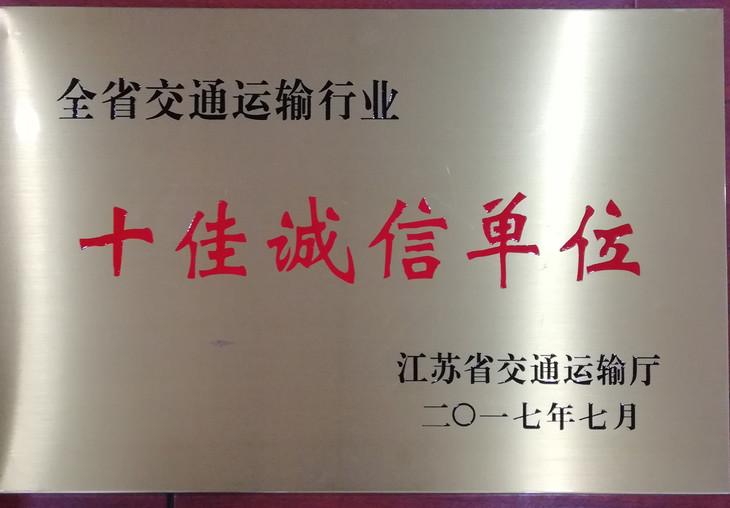 全省交通运输行业
十佳诚信单位
江苏省交通运输厅
二〇一七年七月